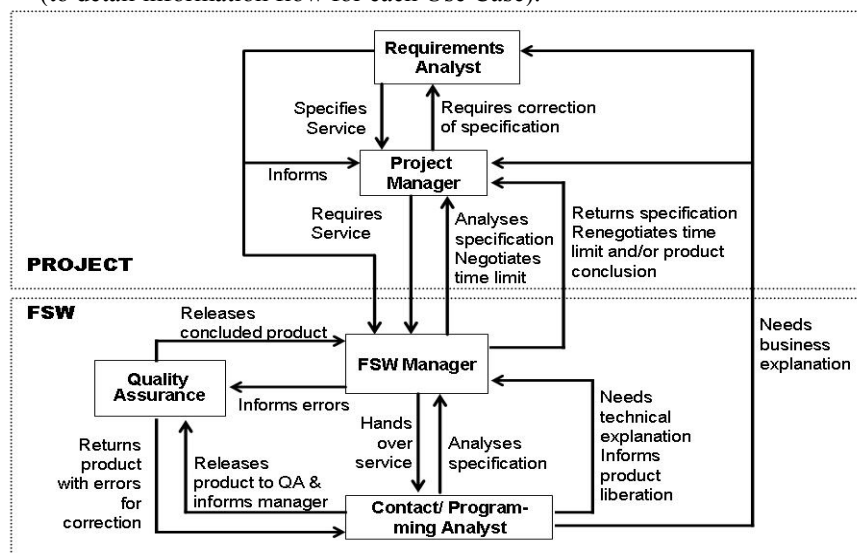 (to detail information flow for each Use Case).
Requirements
Analyst
Specifies
Service
Requires correction
of specification
Informs
Project
Manager
Requires
Service
Analyses
specification
Negotiates
time limit
Returns specification
Renegotiates time
limit and/or product
conclusion
PROJECT
FSW
Releases
concluded product
Needs
business
explanation
FSW Manager
Quality
Assurance
Informs errors
Needs
technical
explanation
Informs
product
liberation
Hands
over
service
Analyses
specification
Returns
product
with errors
for
correction
Releases
product to QA &
informs manager
Contact/ Program-
ming Analyst